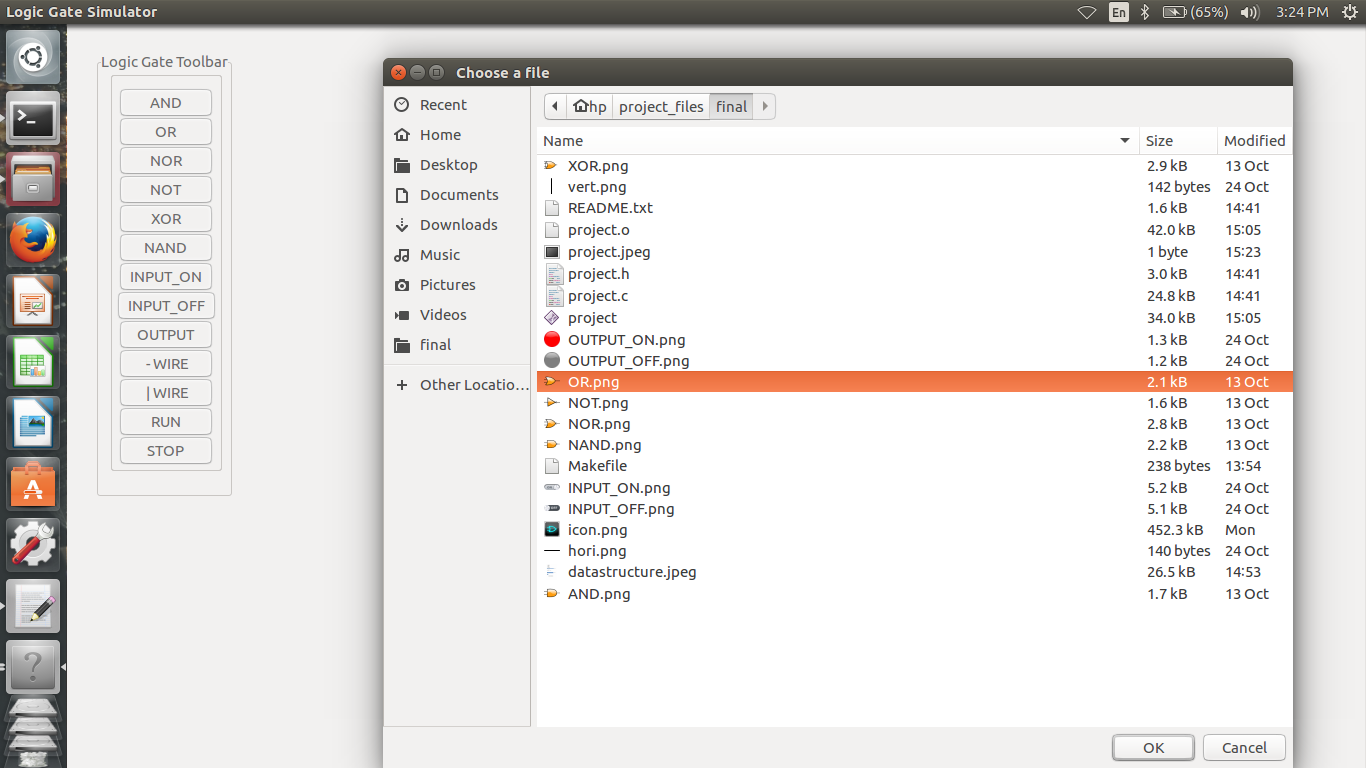 Logic Gate Simulator
En
(65%)
3:24 PM
Logic Gate Toolbar
AND
OR
NOR
NOT
XOR
NAND
INPUT_ON
INPUT_OFF
OUTPUT
- WIRE
| WIRE
RUN
STOP
Choose a file
Recent
Home
Desktop
Documents
Downloads
Music
Pictures
Videos
final
+ Other Locatio...
hp project_files final
Name Size Modified
XOR.png 2.9 kB 13 Oct
vert.png 142 bytes 24 Oct
README.txt 1.6 kB 14:41
project.o 42.0 kB 15:05
project.jpeg 1 byte 15:23
project.h 3.0 kB 14:41
project.c 24.8 kB 14:41
project 34.0 kB 15:05
OUTPUT_ON.png 1.3 kB 24 Oct
OUTPUT_OFF.png 1.2 kB 24 Oct
OR.png 2.1 kB 13 Oct
NOT.png 1.6 kB 13 Oct
NOR.png 2.8 kB 13 Oct
NAND.png 2.2 kB 13 Oct
Makefile 238 bytes 13:54
INPUT_ON.png 5.2 kB 24 Oct
INPUT_OFF.png 5.1 kB 24 Oct
icon.png 452.3 kB Mon
hori.png 140 bytes 24 Oct
datastructure.jpeg 26.5 kB 14:53
AND.png 1.7 kB 13 Oct
OK Cancel